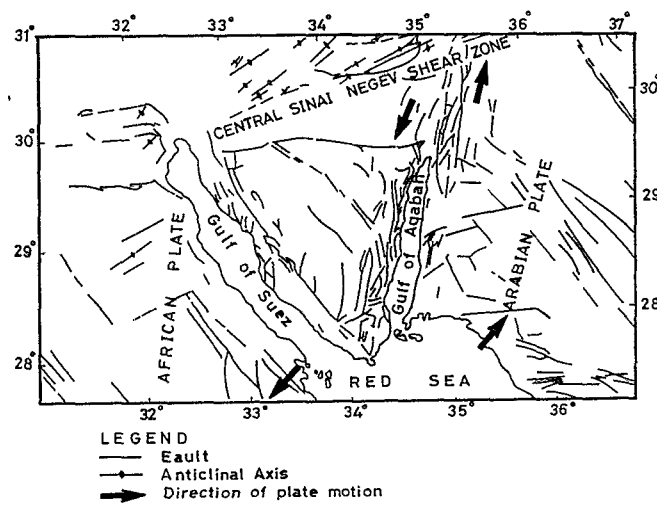 32° 33° 34° 35° 36° 37°
31°
30°
29°
28°
30
29
28
CENTRAL SINAI NEGEV SHEAR ZONE
Gulf of Suez
Gulf of Aqabah
AFRICAN PLATE
ARABIAN PLATE
RED SEA
32° 33° 34° 35° 36°
LEGEND
Eault
Anticlinal Axis
Direction of plate motion